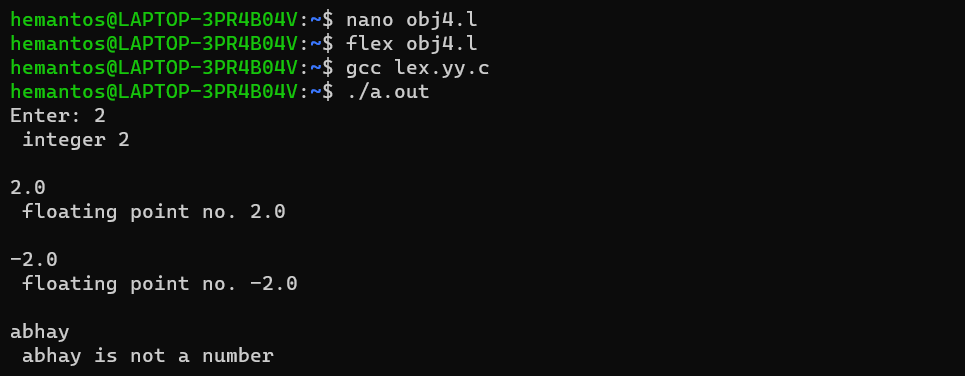 hemantos@LAPTOP-3PR4B04V:~$ nano obj4.l
hemantos@LAPTOP-3PR4B04V:~$ flex obj4.l
hemantos@LAPTOP-3PR4B04V:~$ gcc lex.yy.c
hemantos@LAPTOP-3PR4B04V:~$ ./a.out
Enter: 2
 integer 2

2.0
 floating point no. 2.0

-2.0
 floating point no. -2.0

abhay
 abhay is not a number